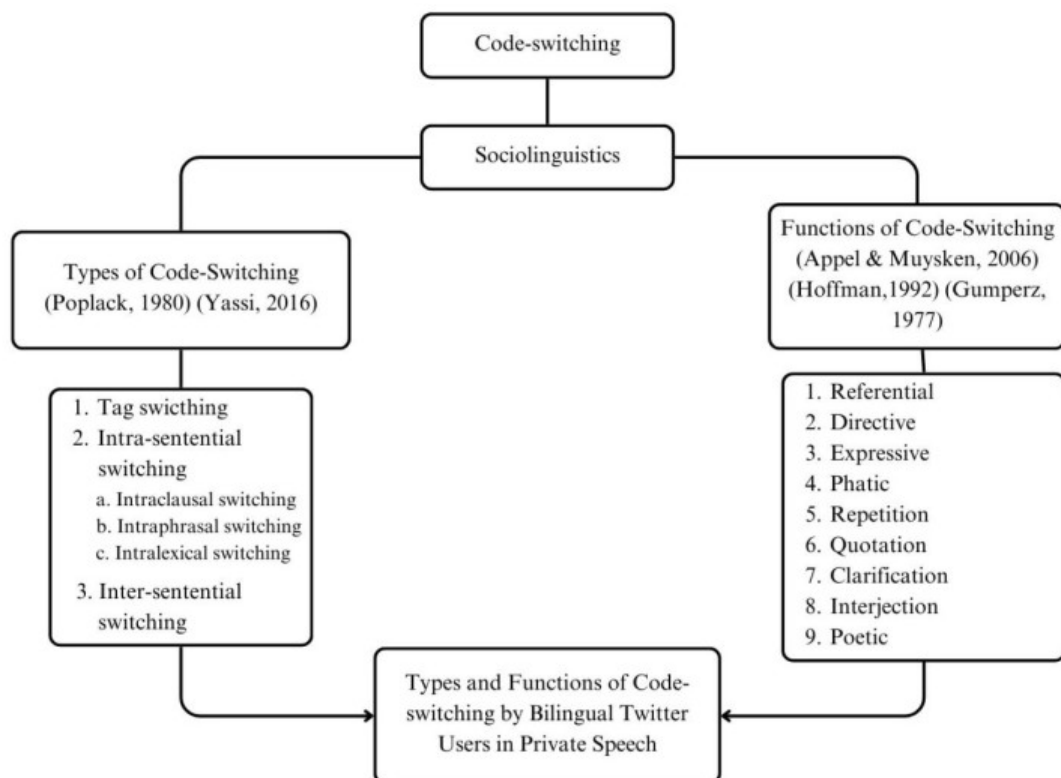 Code-switching
Sociolinguistics
Types of Code-Switching
(Poplack, 1980) (Yassi, 2016)
Functions of Code-Switching
(Appel & Muysken, 2006)
(Hoffman,1992) (Gumperz,
1977)
1. Tag swicthing
2. Intra-sentential
switching
a. Intraclausal switching
b. Intraphrasal switching
c. Intralexical switching
3. Inter-sentential
switching
1. Referential
2. Directive
3. Expressive
4. Phatic
5. Repetition
6. Quotation
7. Clarification
8. Interjection
9. Poetic
Types and Functions of Code-
switching by Bilingual Twitter
Users in Private Speech